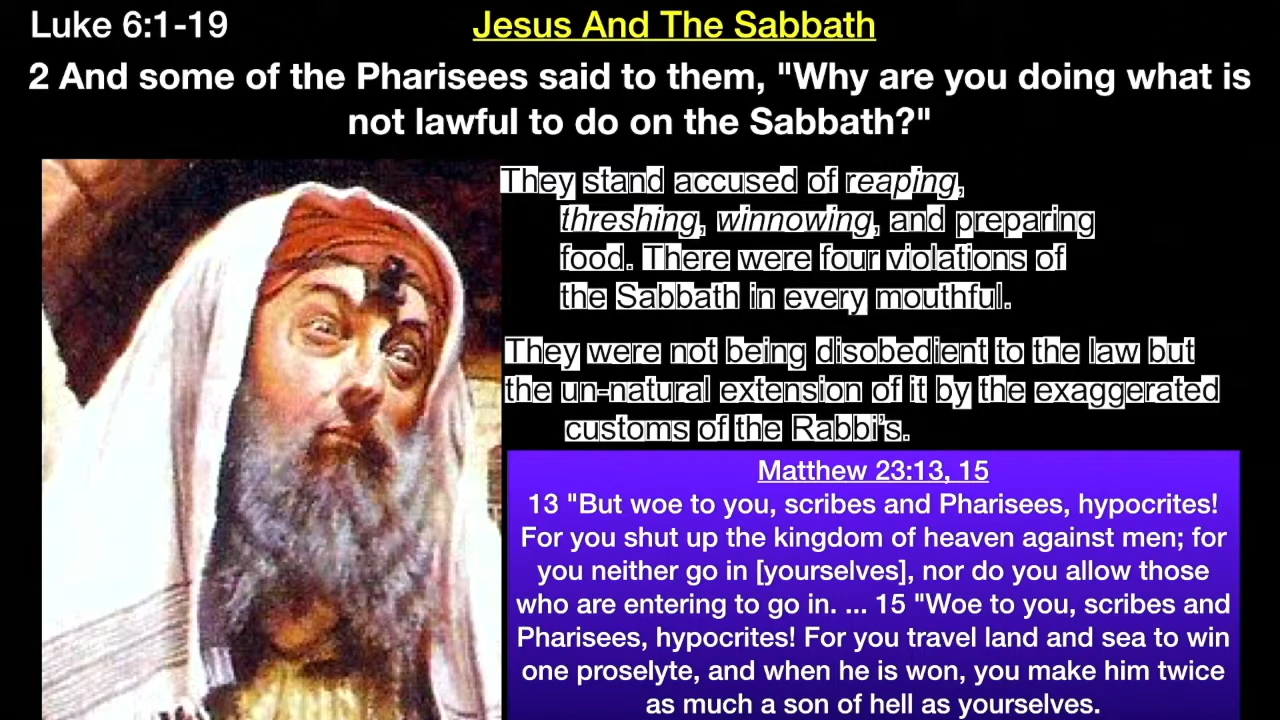 Luke 6:1-19
Jesus And The Sabbath
2 And some of the Pharisees said to them, "Why are you doing what is
not lawful to do on the Sabbath?"
They stand accused of reaping,
threshing, winnowing, and preparing
food. There were four violations of
the Sabbath in every mouthful.
They were not being disobedient to the law but
the un-natural extension of it by the exaggerated
customs of the Rabbi's.
Matthew 23:13, 15
13 "But woe to you, scribes and Pharisees, hypocrites!
For you shut up the kingdom of heaven against men; for
you neither go in [yourselves], nor do you allow those
who are entering to go in. ... 15 "Woe to you, scribes and
Pharisees, hypocrites! For you travel land and sea to win
one proselyte, and when he is won, you make him twice
as much a son of hell as yourselves.